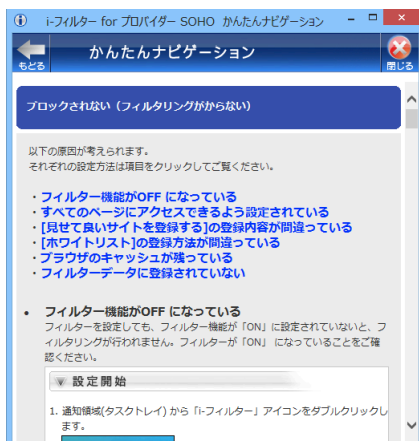 i-フィルター for プロバイダー SOHO かんたんナビゲーション
もどる
かんたんナビゲーション
閉じる
ブロックされない（フィルタリングがからない）
以下の原因が考えられます。
それぞれの設定方法は項目をクリックしてご覧ください。
・フィルター機能がOFF になっている
・すべてのページにアクセスできるよう設定されている
・[見せて良いサイトを登録する]の登録内容が間違っている
・[ホワイトリスト]の登録方法が間違っている
・ブラウザのキャッシュが残っている
・フィルターデータに登録されていない
• フィルター機能がOFF になっている
フィルターを設定しても、フィルター機能が「ON」に設定されていないと、フ
ィルタリングが行われません。フィルターが「ON」 になっていることをご確
認ください。
▼ 設定開始
1. 通知領域(タスクトレイ) から「i-フィルター」アイコンをダブルクリックし
ます。